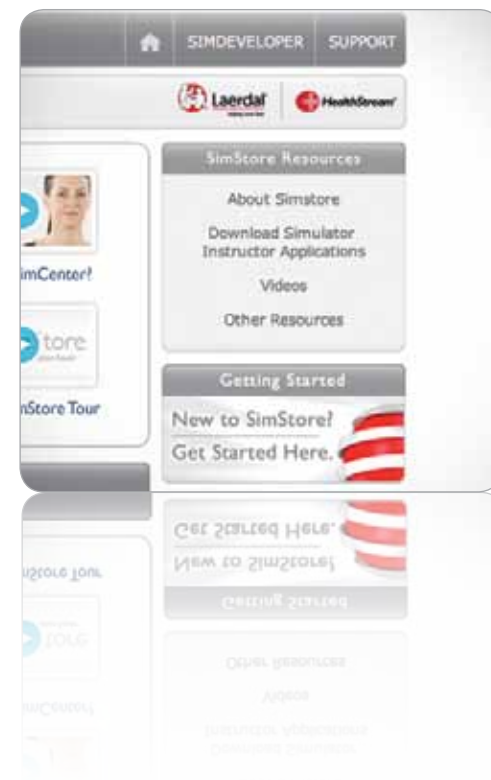 SIMDEVELOPER SUPPORT
Laerdal
HealthStream
SimStore Resources
About Simstore
Download Simulator
Instructor Applications
Videos
Other Resources
imCenter?
tore
nStore Tour
Getting Started
New to SimStore?
Get Started Here.